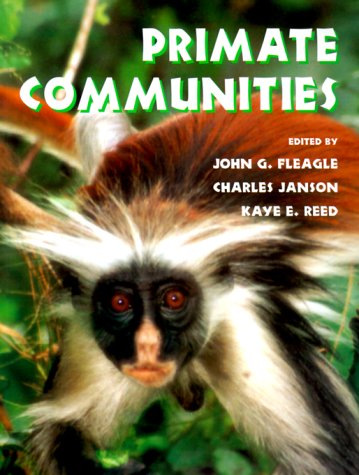 PRIMATE
COMMUNITIES
EDITED BY
JOHN G. FLEAGLE
CHARLES JANSON
KAYE E. REED